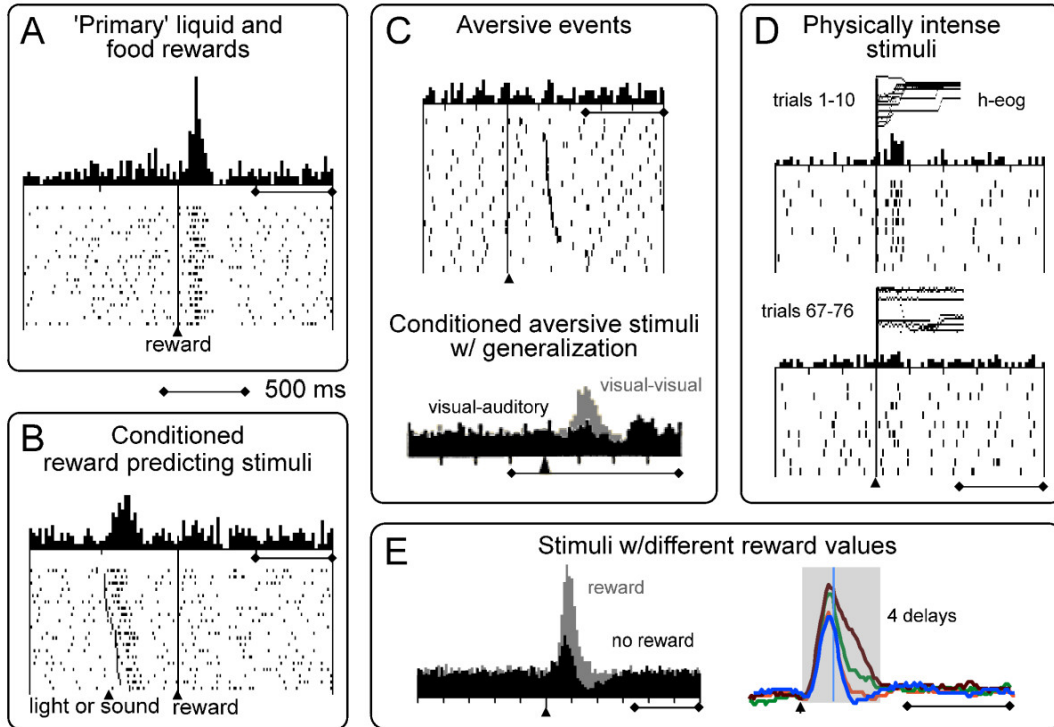 A
'Primary' liquid and
food rewards
reward
500 ms
B
Conditioned
reward predicting stimuli
light or sound
reward
C
Aversive events
Conditioned aversive stimuli
w/ generalization
visual-visual
visual-auditory
D
Physically intense
stimuli
trials 1-10
h-eog
trials 67-76
E
Stimuli w/different reward values
reward
no reward
4 delays